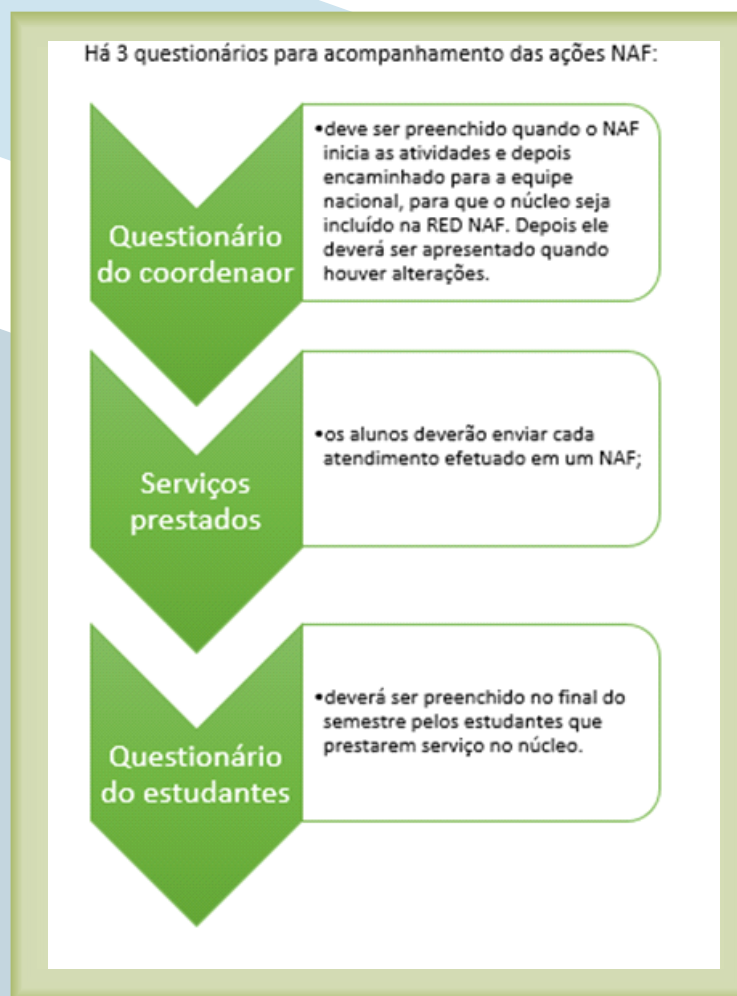 Há 3 questionários para acompanhamento das ações NAF:
Questionário
do coordenaor
•deve ser preenchido quando o NAF
inicia as atividades e depois
encaminhado para a equipe
nacional, para que o núcleo seja
incluído na RED NAF. Depois ele
deverá ser apresentado quando
houver alterações.
Serviços
prestados
•os alunos deverão enviar cada
atendimento efetuado em um NAF;
Questionário
do estudantes
•deverá ser preenchido no final do
semestre pelos estudantes que
prestarem serviço no núcleo.